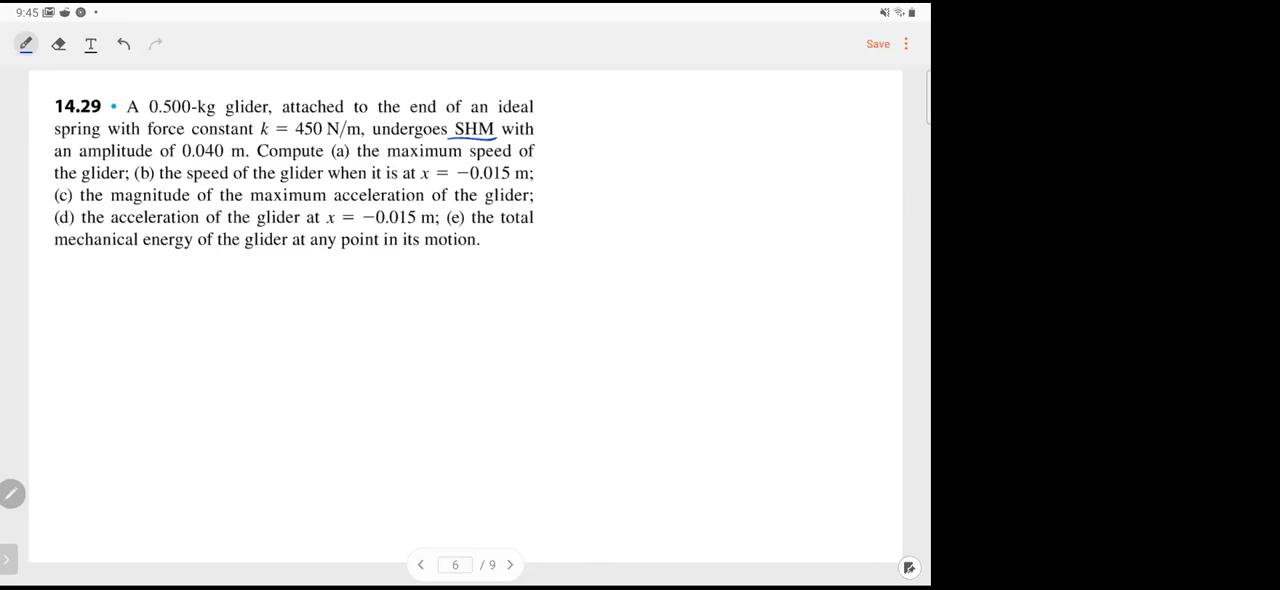 9:45
T
Save
14.29 • A 0.500-kg glider, attached to the end of an ideal
spring with force constant k = 450 N/m, undergoes SHM with
an amplitude of 0.040 m. Compute (a) the maximum speed of
the glider; (b) the speed of the glider when it is at x = −0.015 m;
(c) the magnitude of the maximum acceleration of the glider;
(d) the acceleration of the glider at x = −0.015 m; (e) the total
mechanical energy of the glider at any point in its motion.
< 6 / 9 >